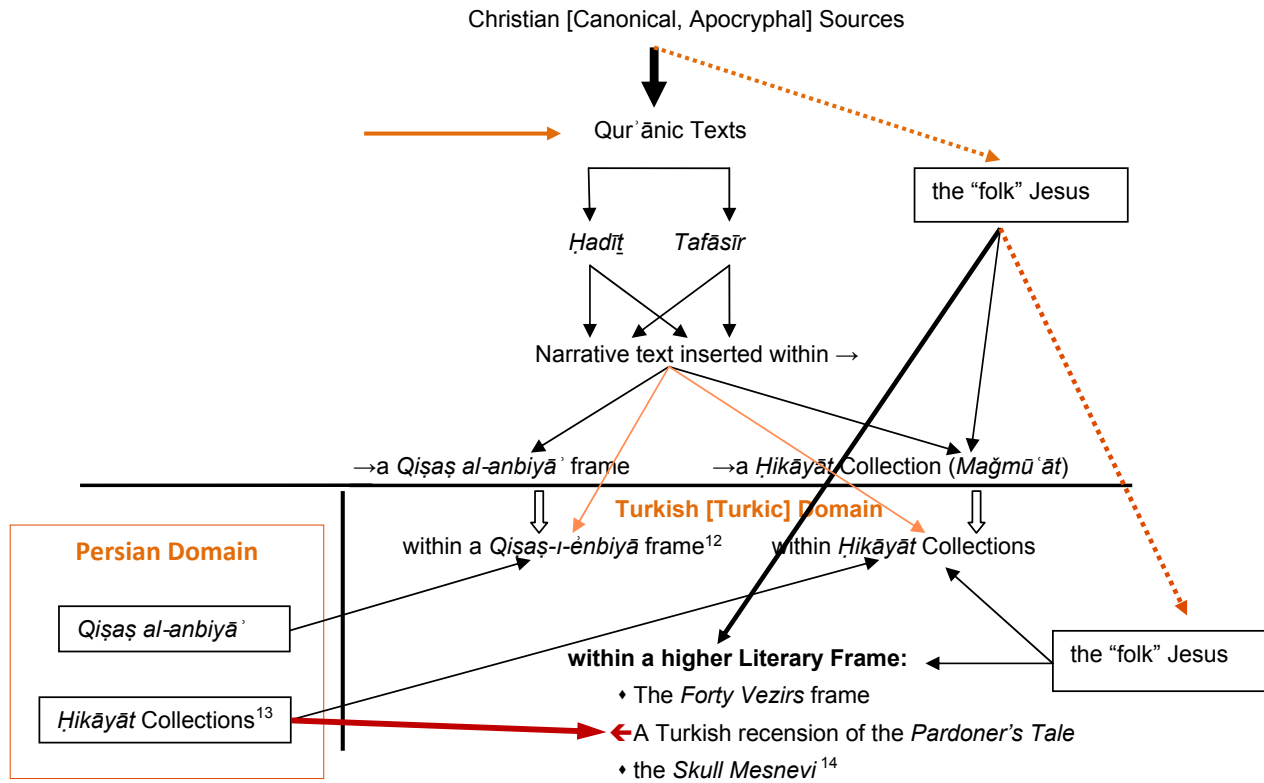 Christian [Canonical, Apocryphal] Sources
Qurʾānic Texts
the “folk” Jesus
Ḥadīṯ
Tafāsīr
Narrative text inserted within →
→a Qiṣaṣ al-anbiyāʾ frame
→a Ḥikāyāt Collection (Maǧmūʿāt)
Turkish [Turkic] Domain
Persian Domain
within a Qiṣaṣ-ı-ėnbiyā frame12
within Ḥikāyāt Collections
Qiṣaṣ al-anbiyāʾ
within a higher Literary Frame:
the “folk” Jesus
♦ The Forty Vezirs frame
Ḥikāyāt Collections13
←A Turkish recension of the Pardoner’s Tale
♦ the Skull Mesnevi 14